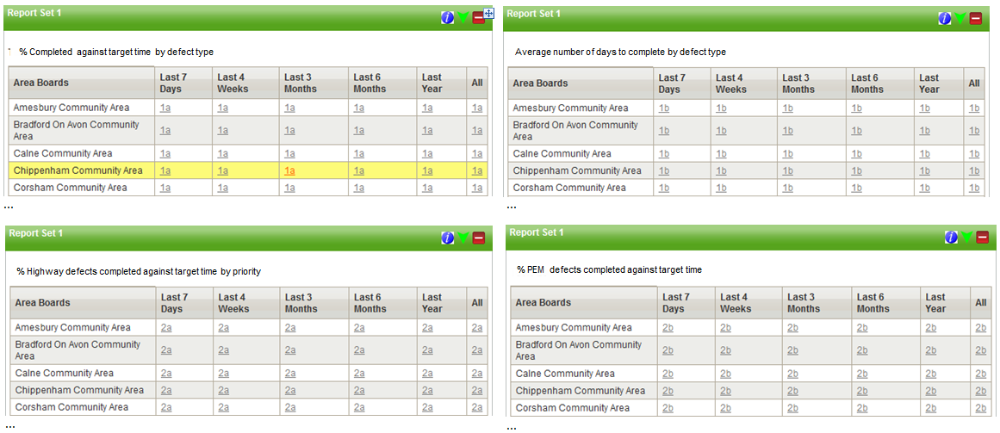 Report Set 1
% Completed against target time by defect type
Area Boards Last 7 Days Last 4 Weeks Last 3 Months Last 6 Months Last Year All
Amesbury Community Area 1a 1a 1a 1a 1a 1a
Bradford On Avon Community Area 1a 1a 1a 1a 1a 1a
Calne Community Area 1a 1a 1a 1a 1a 1a
Chippenham Community Area 1a 1a 1a 1a 1a 1a
Corsham Community Area 1a 1a 1a 1a 1a 1a
...
Report Set 1
Average number of days to complete by defect type
Area Boards Last 7 Days Last 4 Weeks Last 3 Months Last 6 Months Last Year All
Amesbury Community Area 1b 1b 1b 1b 1b 1b
Bradford On Avon Community Area 1b 1b 1b 1b 1b 1b
Calne Community Area 1b 1b 1b 1b 1b 1b
Chippenham Community Area 1b 1b 1b 1b 1b 1b
Corsham Community Area 1b 1b 1b 1b 1b 1b
...
Report Set 1
% Highway defects completed against target time by priority
Area Boards Last 7 Days Last 4 Weeks Last 3 Months Last 6 Months Last Year All
Amesbury Community Area 2a 2a 2a 2a 2a 2a
Bradford On Avon Community Area 2a 2a 2a 2a 2a 2a
Calne Community Area 2a 2a 2a 2a 2a 2a
Chippenham Community Area 2a 2a 2a 2a 2a 2a
Corsham Community Area 2a 2a 2a 2a 2a 2a
...
Report Set 1
% PEM defects completed against target time
Area Boards Last 7 Days Last 4 Weeks Last 3 Months Last 6 Months Last Year All
Amesbury Community Area 2b 2b 2b 2b 2b 2b
Bradford On Avon Community Area 2b 2b 2b 2b 2b 2b
Calne Community Area 2b 2b 2b 2b 2b 2b
Chippenham Community Area 2b 2b 2b 2b 2b 2b
Corsham Community Area 2b 2b 2b 2b 2b 2b
...